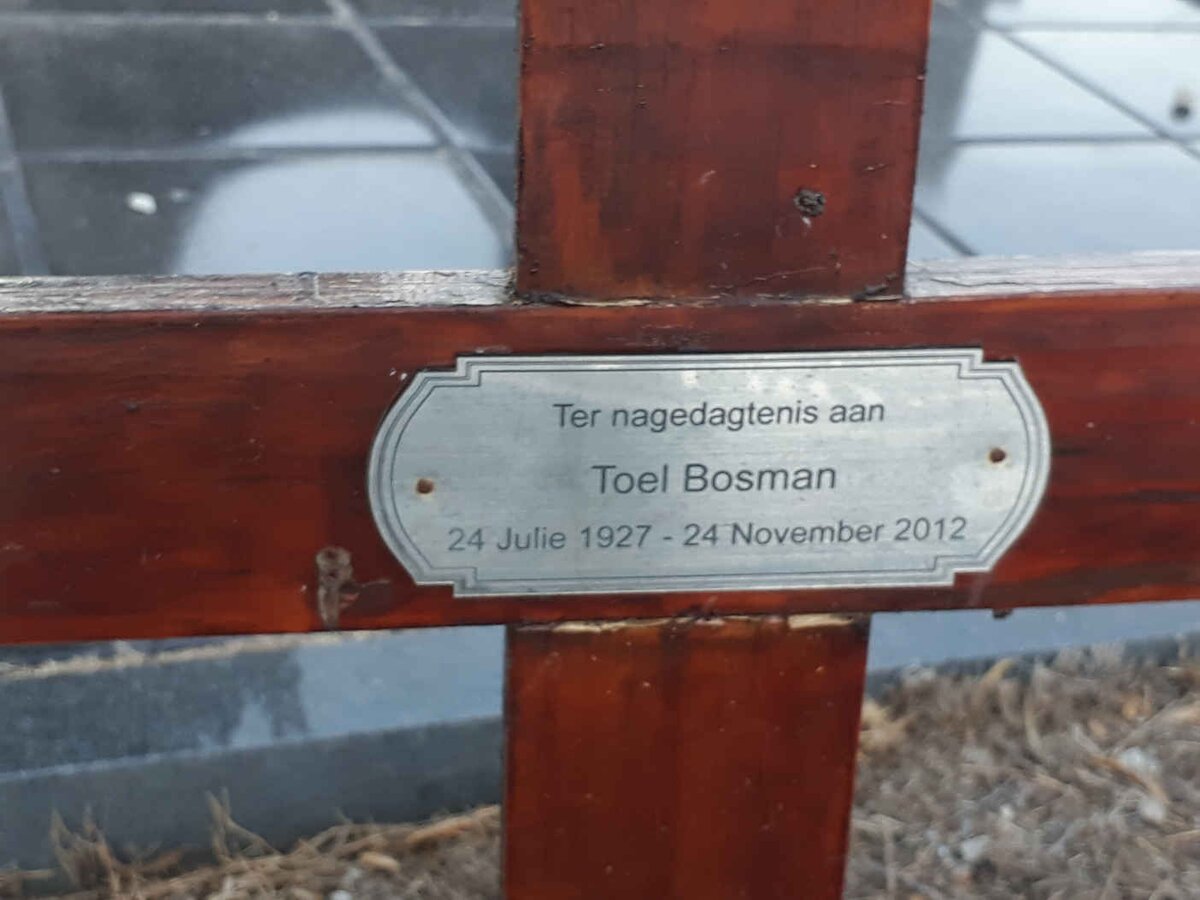 Ter nagedagtenis aan
Toel Bosman
24 Julie 1927 - 24 November 2012